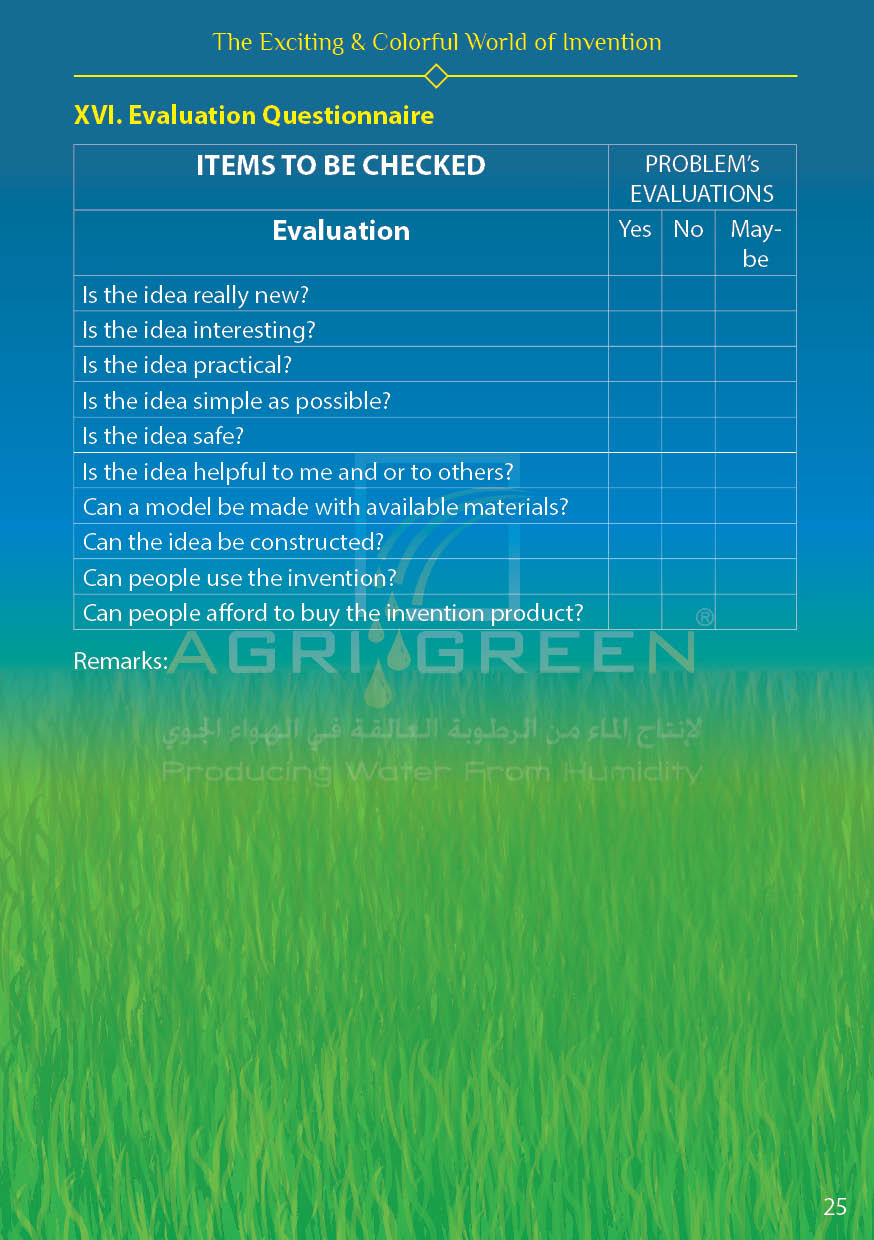 The Exciting & Colorful World of Invention
XVI. Evaluation Questionnaire
ITEMS TO BE CHECKED
PROBLEM's
EVALUATIONS
Evaluation
Yes
No
May-
be
Is the idea really new?
Is the idea interesting?
Is the idea practical?
Is the idea simple as possible?
Is the idea safe?
Is the idea helpful to me and or to others?
Can a model be made with available materials?
Can the idea be constructed?
Can people use the invention?
Can people afford to buy the invention product?
Remarks:
AGRI GREEN ®
لإنتاج الماء من الرطوبة العالقة في الهواء الجوي
Producing Water From Humidity
25